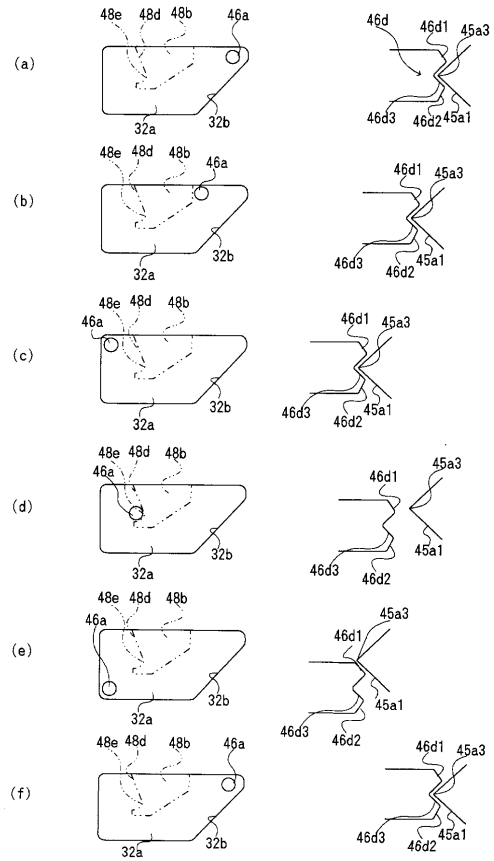 (a) 48e 48d 48b 46a 32a 32b 46d 46d1 45a3 46d3 46d2 45a1
(b) 48e 48d 48b 46a 32a 32b 46d1 45a3 46d3 46d2 45a1
(c) 46a 48e 48d 48b 32a 32b 46d1 45a3 46d3 46d2 45a1
(d) 48e 48d 48b 46a 32a 32b 46d1 45a3 46d3 46d2 45a1
(e) 46a 48e 48d 48b 32a 32b 46d1 45a3 46d3 46d2 45a1
(f) 48e 48d 48b 46a 32a 32b 46d1 45a3 46d3 46d2 45a1